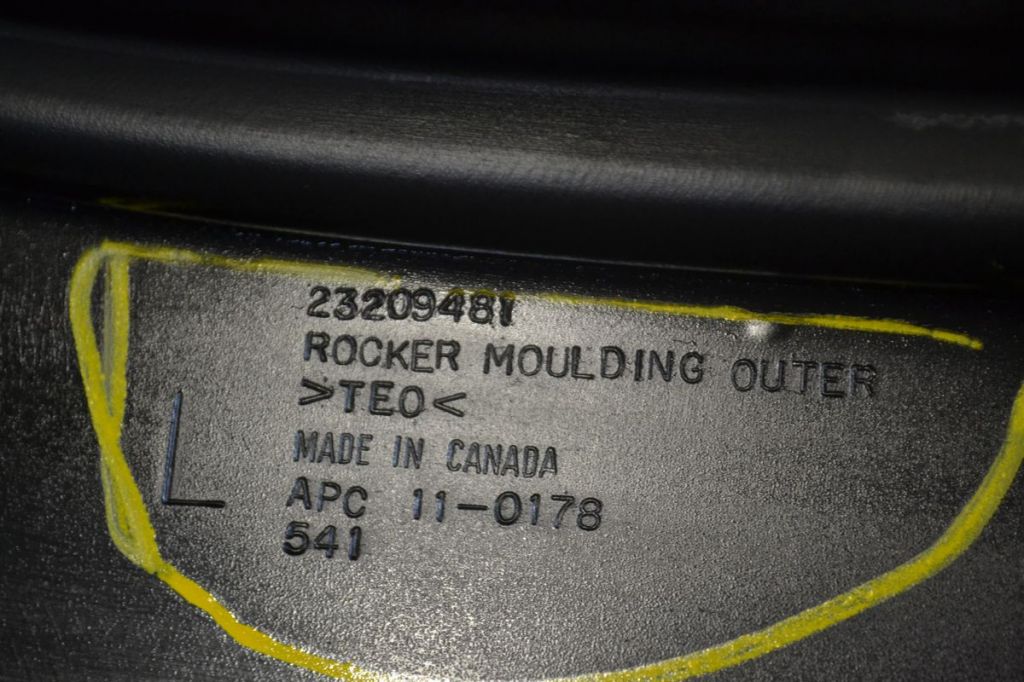 23209481
ROCKER MOULDING OUTER
>TEO<
MADE IN CANADA
L
APC 11-0178
541